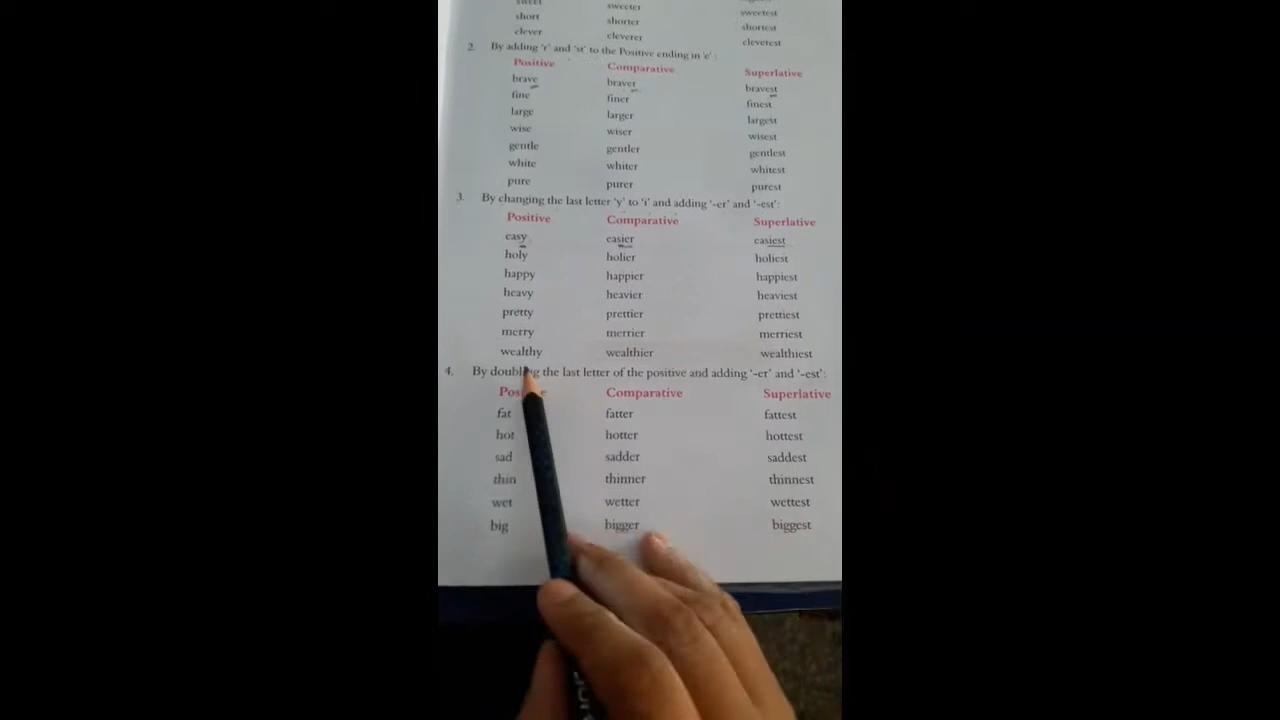 sweet sweeter sweetest
short shorter shortest
clever cleverer cleverest
2. By adding 'r' and 'st' to the Positive ending in 'e' :
Positive Comparative Superlative
brave braver bravest
fine finer finest
large larger largest
wise wiser wisest
gentle gentler gentlest
white whiter whitest
pure purer purest
3. By changing the last letter 'y' to 'i' and adding '-er' and '-est':
Positive Comparative Superlative
easy easier easiest
holy holier holiest
happy happier happiest
heavy heavier heaviest
pretty prettier prettiest
merry merrier merriest
wealthy wealthier wealthiest
4. By doubling the last letter of the positive and adding '-er' and '-est':
Positive Comparative Superlative
fat fatter fattest
hot hotter hottest
sad sadder saddest
thin thinner thinnest
wet wetter wettest
big bigger biggest